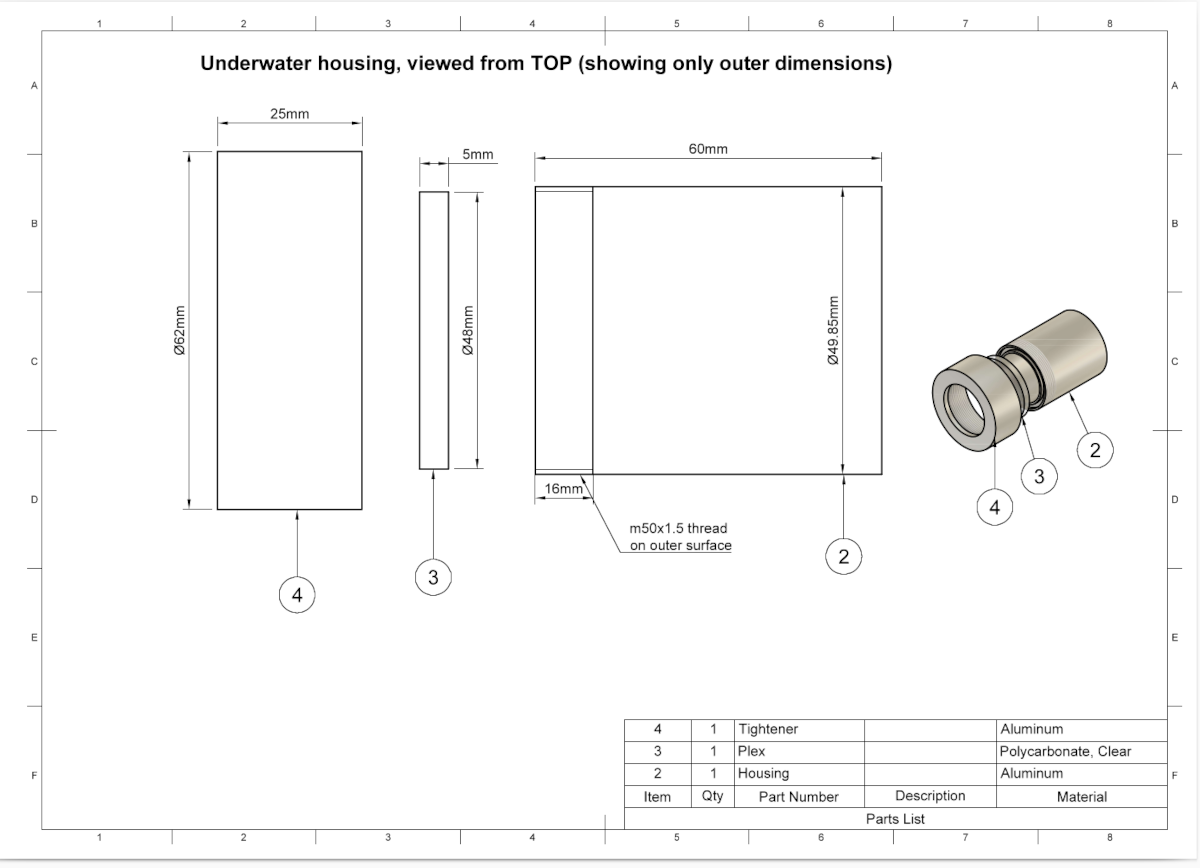 1 2 3 4 5 6 7 8
Underwater housing, viewed from TOP (showing only outer dimensions)
A A
25mm
5mm
60mm
B B
Ø62mm
Ø48mm
Ø49.85mm
C C
2
3
4
16mm
D D
m50x1.5 thread
on outer surface
2
3
4
E E
4 1 Tightener Aluminum
3 1 Plex Polycarbonate, Clear
2 1 Housing Aluminum
F F
Item Qty Part Number Description Material
Parts List
1 2 3 4 5 6 7 8